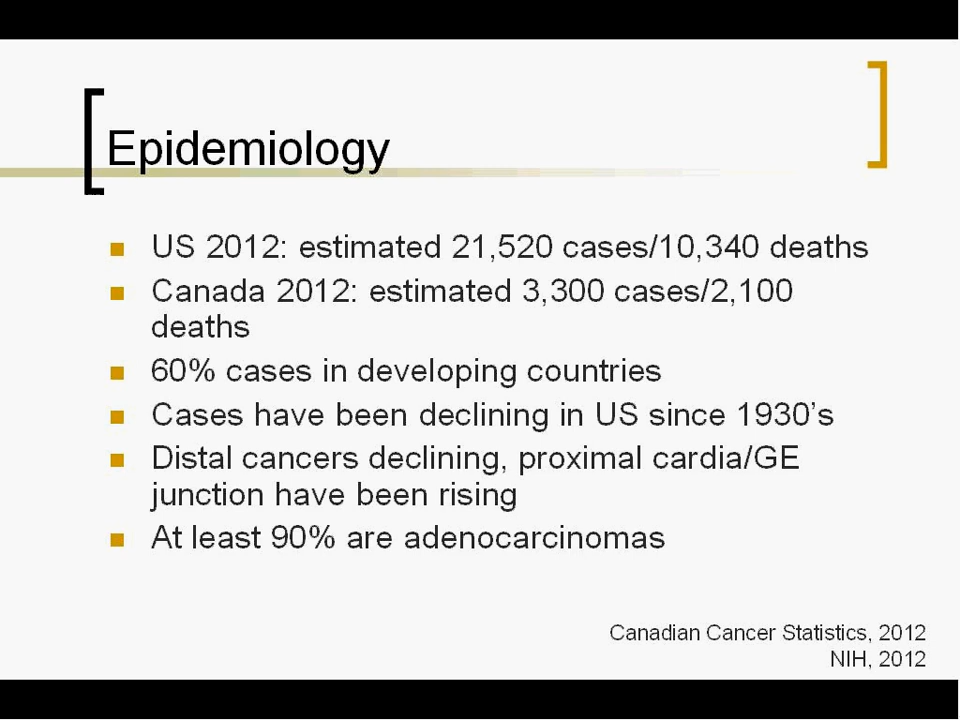 Epidemiology
US 2012: estimated 21,520 cases/10,340 deaths
Canada 2012: estimated 3,300 cases/2,100
deaths
60% cases in developing countries
Cases have been declining in US since 1930's
Distal cancers declining, proximal cardia/GE
junction have been rising
At least 90% are adenocarcinomas
Canadian Cancer Statistics, 2012
NIH, 2012